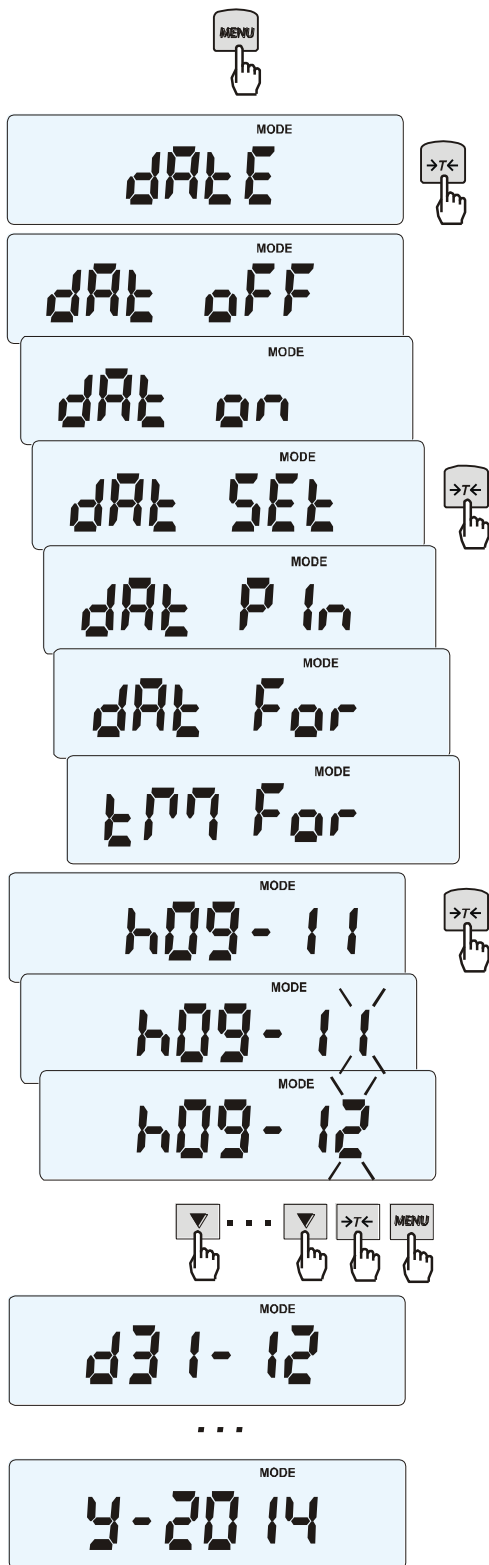 MENU
MODE
dAtE
→T←
MODE
dAt oFF
MODE
dAt on
MODE
dAt SEt
→T←
MODE
dAt PIn
MODE
dAt For
MODE
tM For
MODE
h09-11
→T←
MODE
h09-11
MODE
h09-12
▼ ... ▼ →T← MENU
MODE
d31-12
...
MODE
y-2014